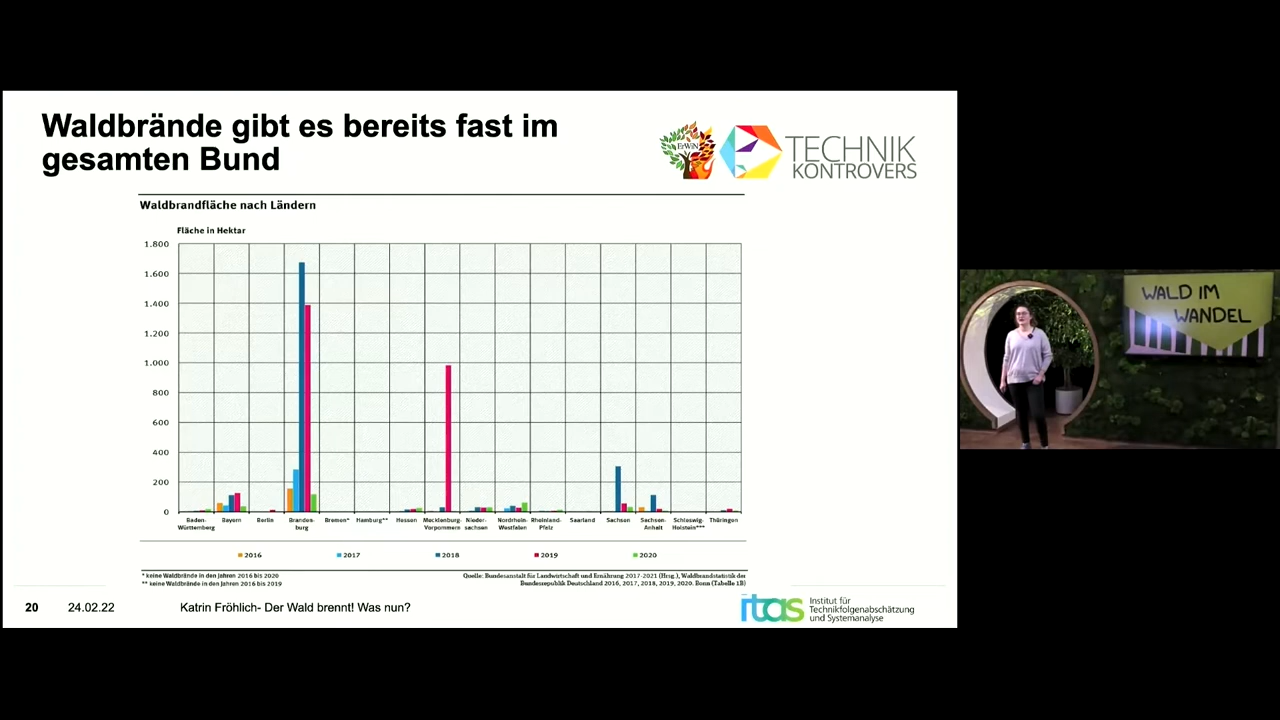 Waldbrände gibt es bereits fast im
gesamten Bund
ErWiN
TECHNIK
KONTROVERS
Waldbrandfläche nach Ländern
Fläche in Hektar
1.800
1.600
1.400
1.200
1.000
800
600
400
200
0
Baden-
Württemberg
Bayern
Berlin
Branden-
burg
Bremen*
Hamburg**
Hessen
Mecklenburg-
Vorpommern
Nieder-
sachsen
Nordrhein-
Westfalen
Rheinland-
Pfalz
Saarland
Sachsen
Sachsen-
Anhalt
Schleswig-
Holstein***
Thüringen
2016
2017
2018
2019
2020
* keine Waldbrände in den Jahren 2016 bis 2020
** keine Waldbrände in den Jahren 2016 bis 2019
Quelle: Bundesanstalt für Landwirtschaft und Ernährung 2017-2021 (Hrsg.), Waldbrandstatistik der
Bundesrepublik Deutschland 2016, 2017, 2018, 2019, 2020. Bonn (Tabelle 1B)
20
24.02.22
Katrin Fröhlich- Der Wald brennt! Was nun?
itas
Institut für
Technikfolgenabschätzung
und Systemanalyse
WALD IM
WANDEL